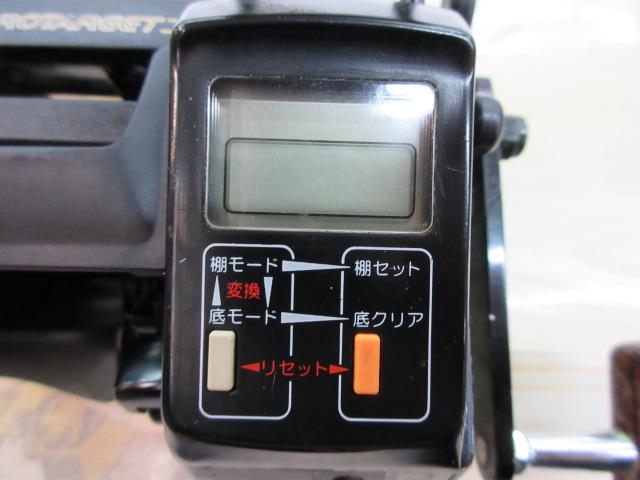 棚モード 棚セット
変換
底モード 底クリア
リセット